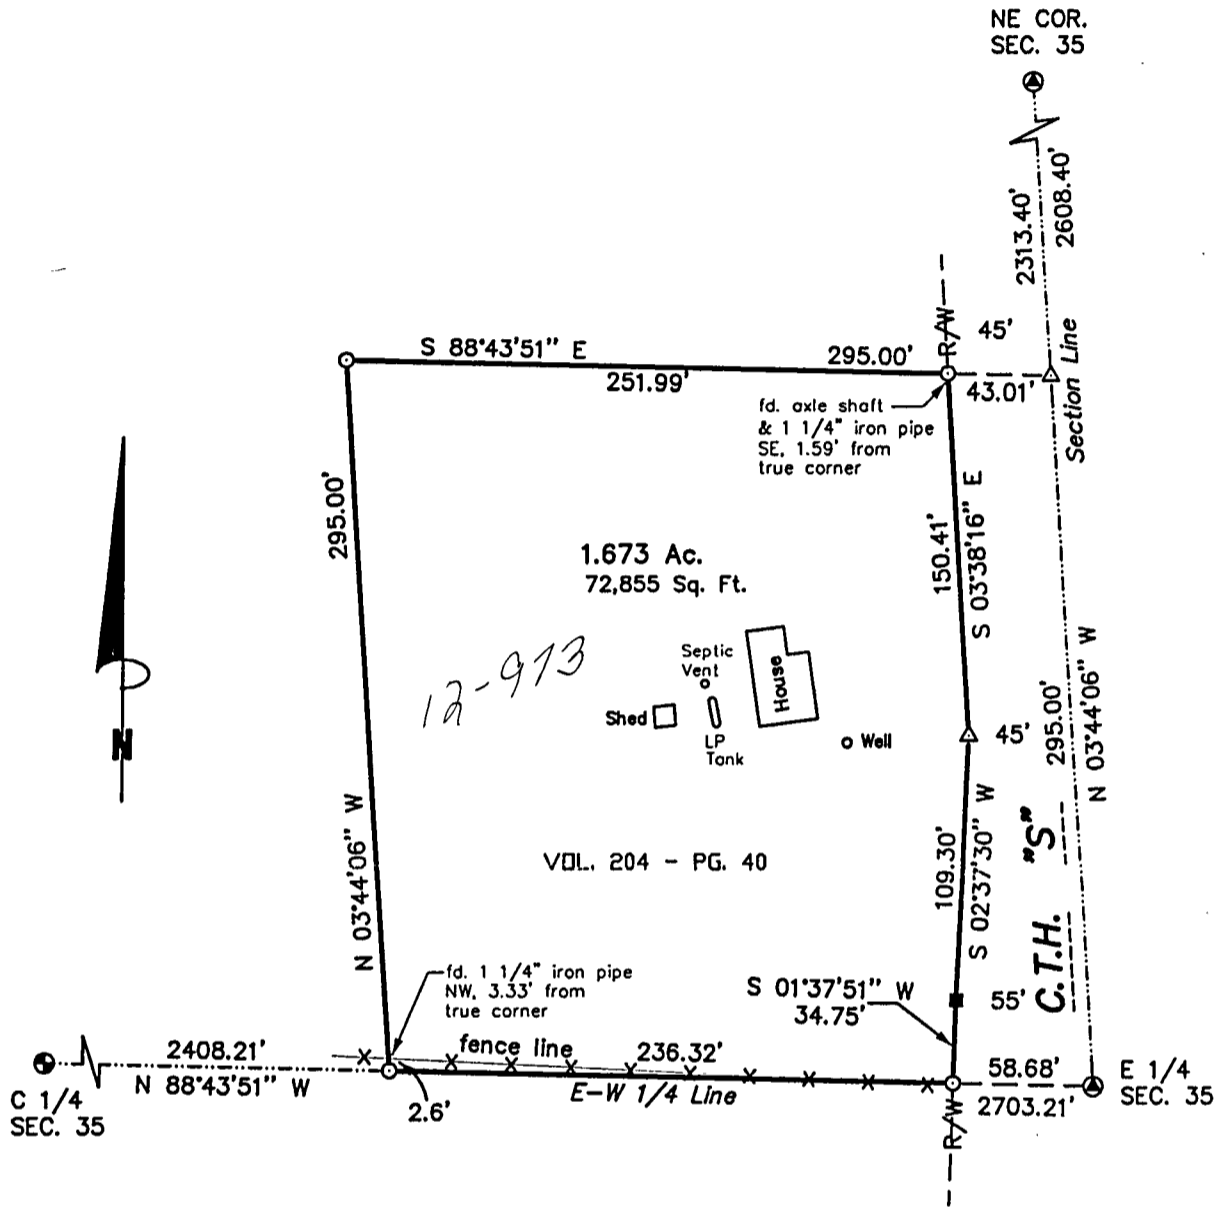 NE COR.
SEC. 35
2313.40'
2608.40'
S 88°43'51" E
295.00'
251.99'
R/W
45'
43.01'
Section Line
fd. axle shaft
& 1 1/4" iron pipe
SE, 1.59' from
true corner
295.00'
150.41'
S 03°38'16" E
1.673 Ac.
72,855 Sq. Ft.
12-973
Septic
Vent
House
Shed
LP
Tank
Well
45'
295.00'
N 03°44'06" W
N
N 03°44'06" W
VOL. 204 - PG. 40
109.30'
S 02°37'30" W
C.T.H. "S"
fd. 1 1/4" iron pipe
NW, 3.33' from
true corner
S 01°37'51" W
34.75'
55'
2408.21'
N 88°43'51" W
fence line
236.32'
E-W 1/4 Line
2.6'
58.68'
2703.21'
R/W
C 1/4
SEC. 35
E 1/4
SEC. 35